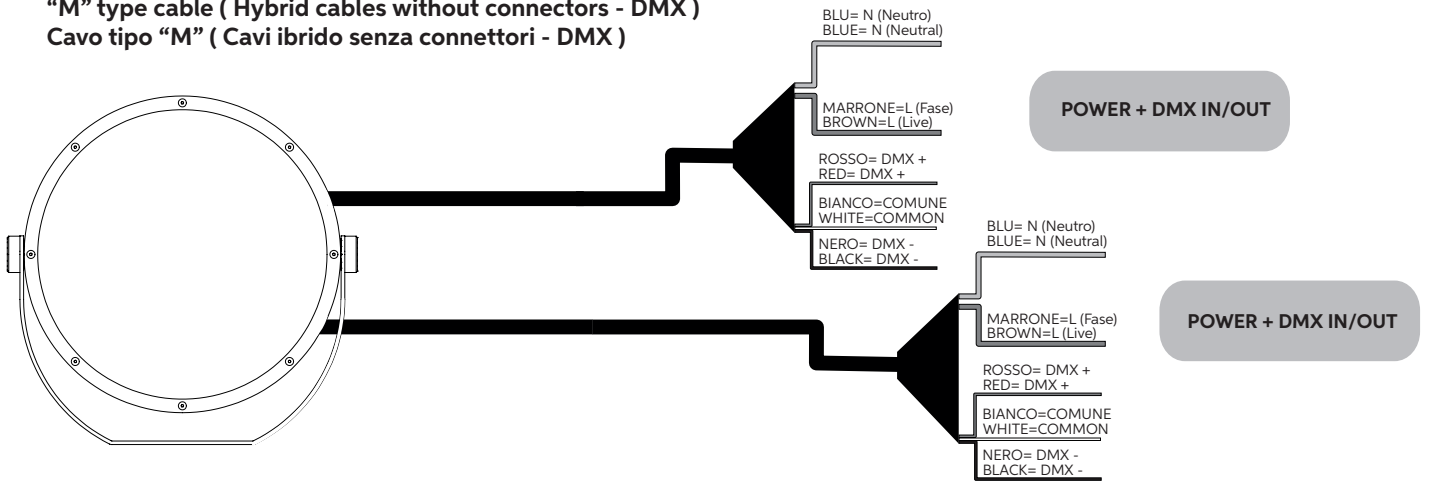 “M” type cable ( Hybrid cables without connectors - DMX )
Cavo tipo “M” ( Cavi ibrido senza connettori - DMX )
BLU= N (Neutro)
BLUE= N (Neutral)
MARRONE=L (Fase)
BROWN=L (Live)
ROSSO= DMX +
RED= DMX +
BIANCO=COMUNE
WHITE=COMMON
NERO= DMX -
BLACK= DMX -
POWER + DMX IN/OUT
BLU= N (Neutro)
BLUE= N (Neutral)
MARRONE=L (Fase)
BROWN=L (Live)
ROSSO= DMX +
RED= DMX +
BIANCO=COMUNE
WHITE=COMMON
NERO= DMX -
BLACK= DMX -
POWER + DMX IN/OUT